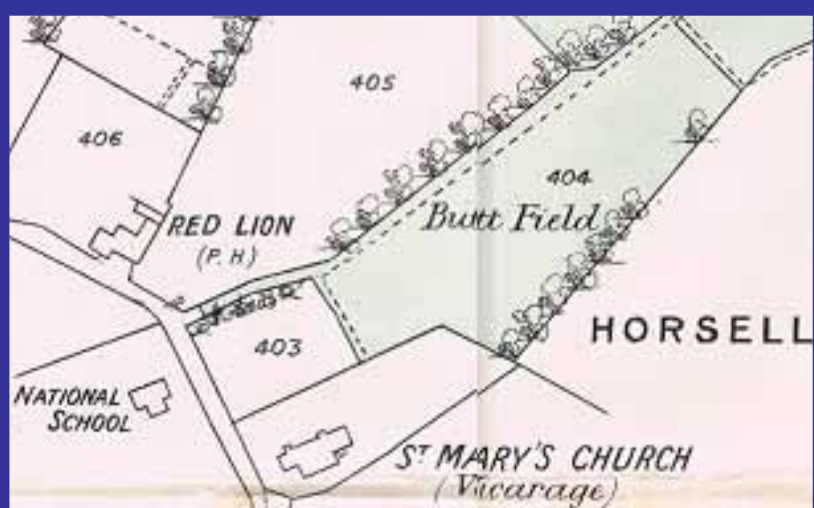 405
406
404
RED LION
(P. H)
Butt Field
HORSELL
403
NATIONAL
SCHOOL
ST MARY'S CHURCH
(Vicarage)